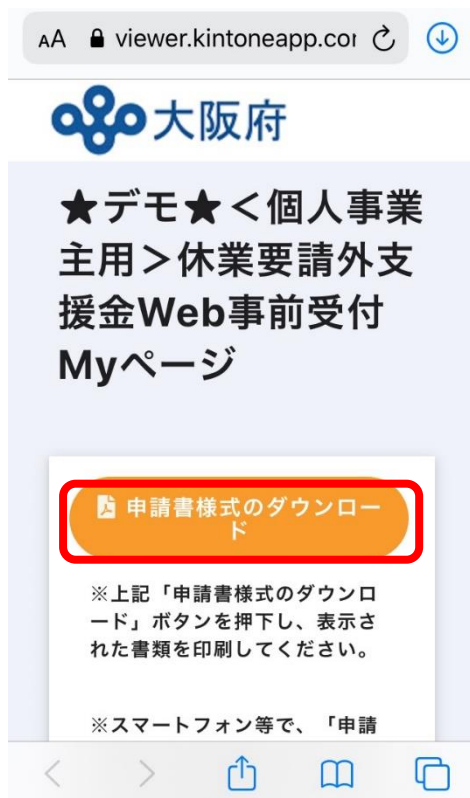 AA viewer.kintoneapp.cor
大阪府
★デモ★＜個人事業
主用＞休業要請外支
援金Web事前受付
Myページ
申請書様式のダウンロー
ド
※上記「申請書様式のダウンロ
ード」ボタンを押下し、表示さ
れた書類を印刷してください。
※スマートフォン等で、「申請